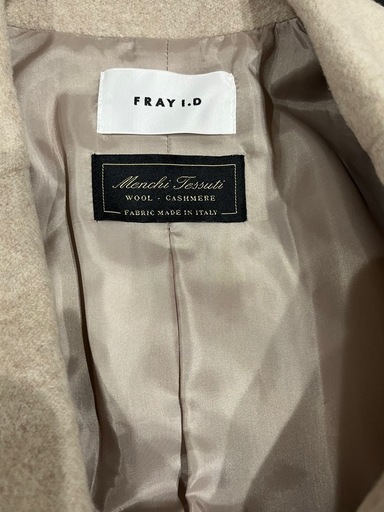 FRAY I.D
Menchi Tessuti
WOOL - CASHMERE
FABRIC MADE IN ITALY